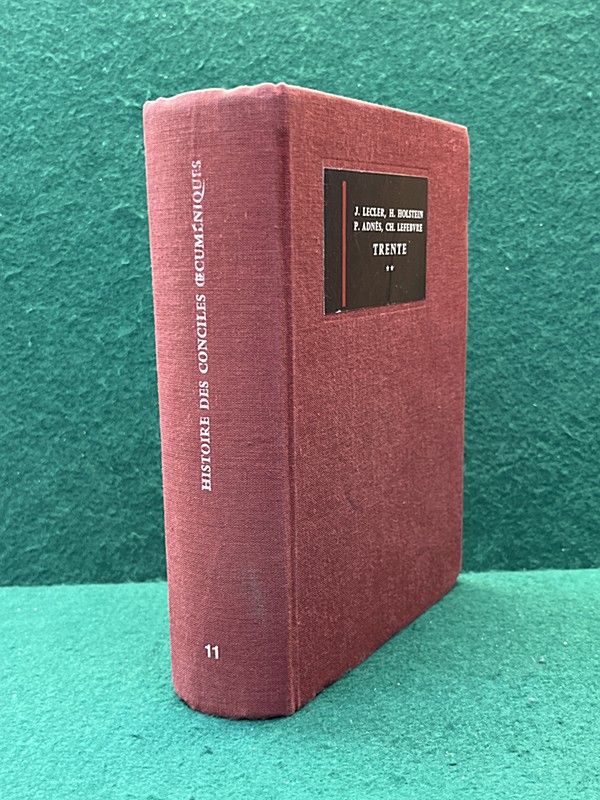 HISTOIRE DES CONCILES ŒCUMÉNIQUES
11
J. LECLER, H. HOLSTEIN
P. ADNÈS, CH. LEFEBVRE
TRENTE
**